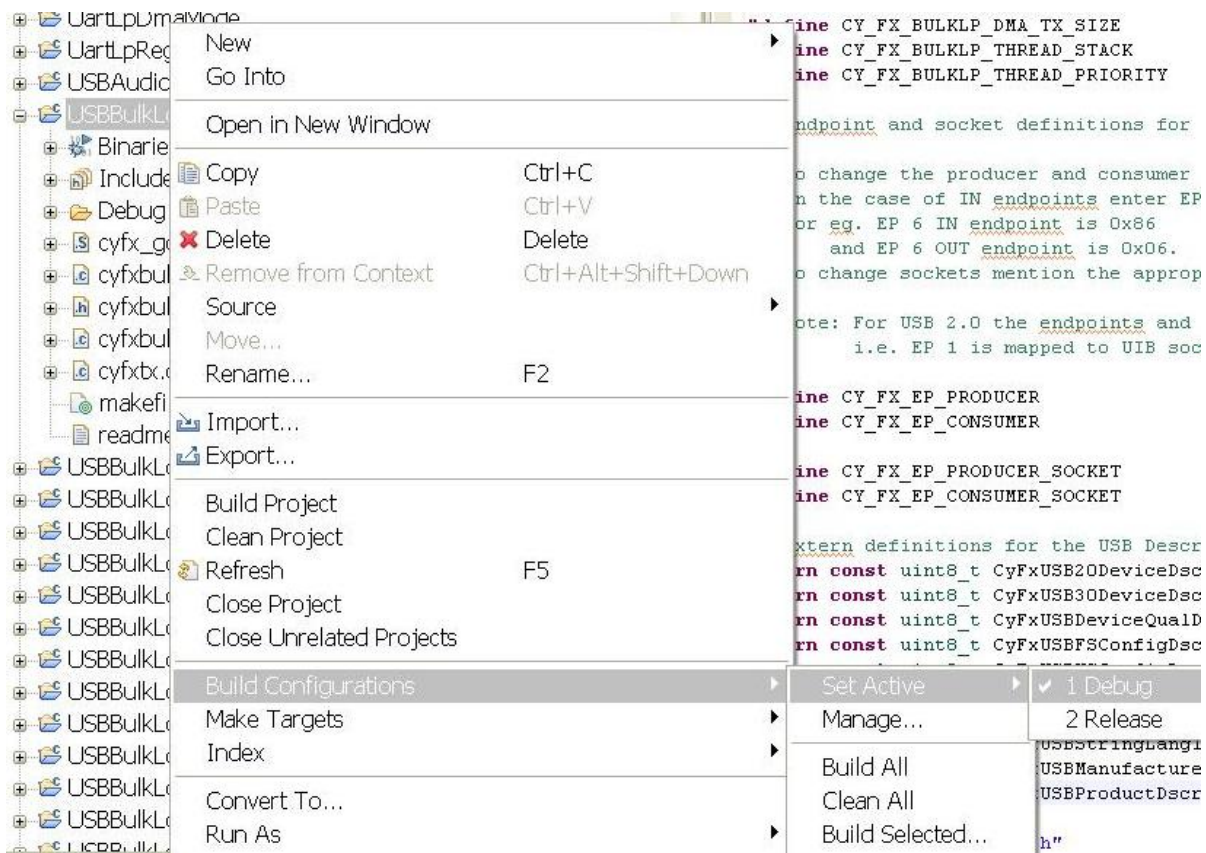 UartLpDmaMode
UartLpReg
USBAudio
USBBulkL
Binarie
Include
Debug
cyfx_g
cyfxbul
cyfxbul
cyfxbul
cyfxtx.
makefi
readme
USBBulkL
USBBulkL
USBBulkL
USBBulkL
USBBulkL
USBBulkL
USBBulkL
USBBulkL
USBBulkL
USBBulkL
USBBulkL
USBBulkL
New
Go Into
Open in New Window
Copy Ctrl+C
Paste Ctrl+V
Delete Delete
Remove from Context Ctrl+Alt+Shift+Down
Source
Move...
Rename... F2
Import...
Export...
Build Project
Clean Project
Refresh F5
Close Project
Close Unrelated Projects
Build Configurations
Make Targets
Index
Convert To...
Run As
Set Active
Manage...
Build All
Clean All
Build Selected...
1 Debug
2 Release
ine CY_FX_BULKLP_DMA_TX_SIZE
ine CY_FX_BULKLP_THREAD_STACK
ine CY_FX_BULKLP_THREAD_PRIORITY
ndpoint and socket definitions for
o change the producer and consumer
n the case of IN endpoints enter EP
or eg. EP 6 IN endpoint is 0x86
and EP 6 OUT endpoint is 0x06.
o change sockets mention the approp
ote: For USB 2.0 the endpoints and
i.e. EP 1 is mapped to UIB soc
ine CY_FX_EP_PRODUCER
ine CY_FX_EP_CONSUMER
ine CY_FX_EP_PRODUCER_SOCKET
ine CY_FX_EP_CONSUMER_SOCKET
xtern definitions for the USB Descr
rn const uint8_t CyFxUSB20DeviceDsc
rn const uint8_t CyFxUSB30DeviceDsc
rn const uint8_t CyFxUSBDeviceQualD
rn const uint8_t CyFxUSBFSConfigDsc
USBStringLangI
USBManufacture
USBProductDscr
h"